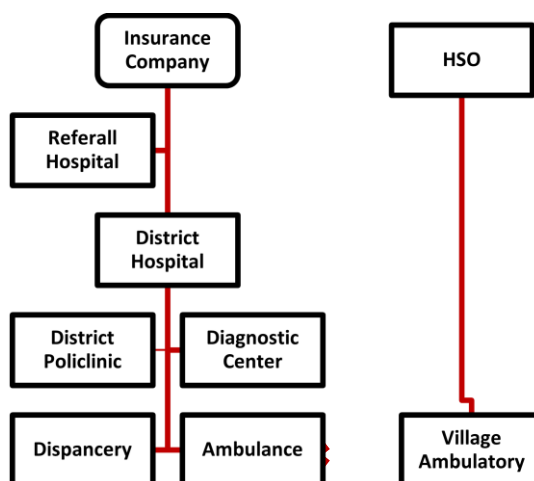 Insurance
Company
HSO
Referall
Hospital
District
Hospital
District
Policlinic
Diagnostic
Center
Dispancery
Ambulance
Village
Ambulatory